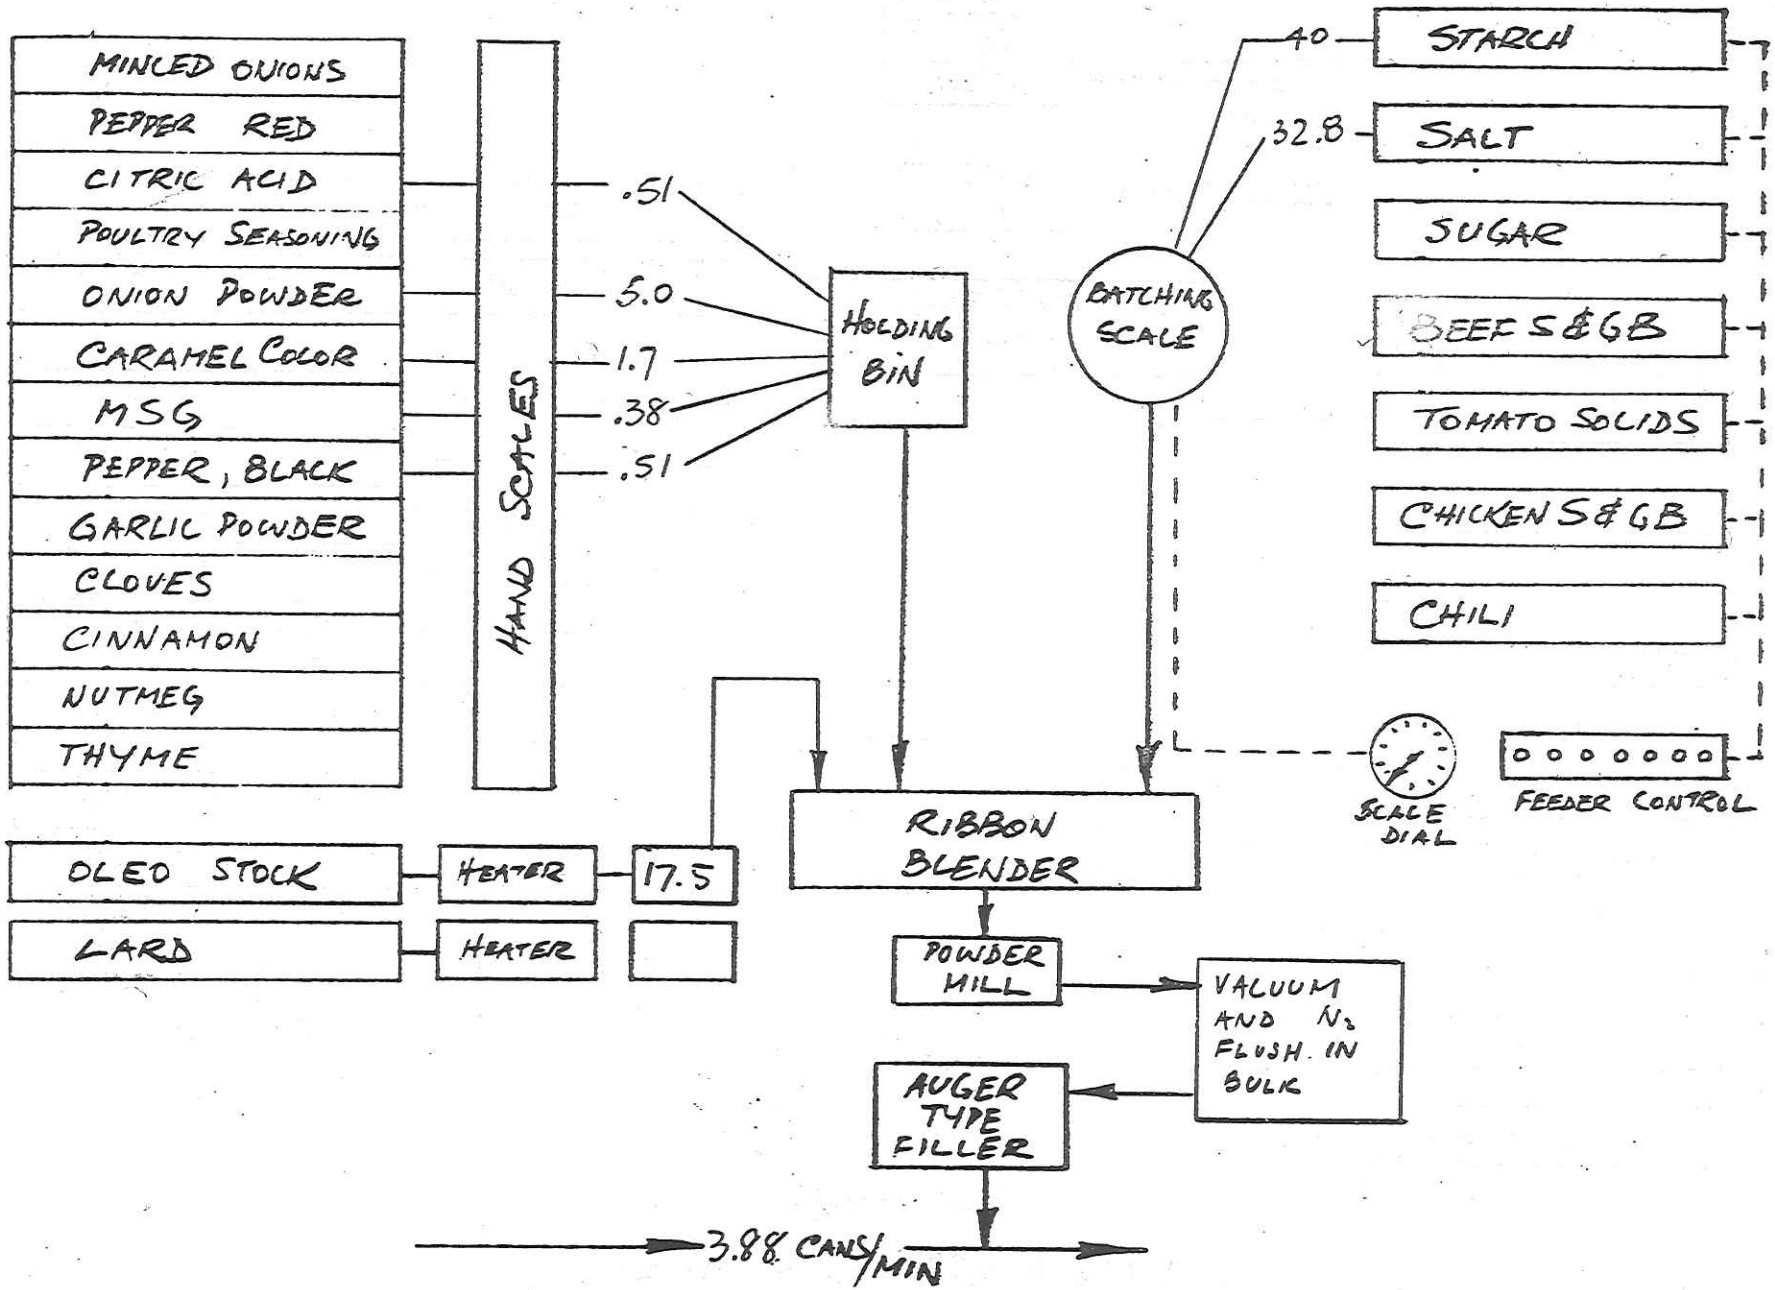 MINCED ONIONS
PEPPER RED
CITRIC ACID
POULTRY SEASONING
ONION POWDER
CARAMEL COLOR
MSG
PEPPER, BLACK
GARLIC POWDER
CLOVES
CINNAMON
NUTMEG
THYME
HAND SCALES
.51
5.0
1.7
.38
.51
HOLDING
BIN
BATCHING
SCALE
40
32.8
STARCH
SALT
SUGAR
BEEF S & GB
TOMATO SOLIDS
CHICKEN S & GB
CHILI
SCALE
DIAL
FEEDER CONTROL
OLEO STOCK
HEATER
17.5
LARD
HEATER
RIBBON
BLENDER
POWDER
MILL
VACUUM
AND N₂
FLUSH IN
BULK
AUGER
TYPE
FILLER
3.88 CANS/MIN